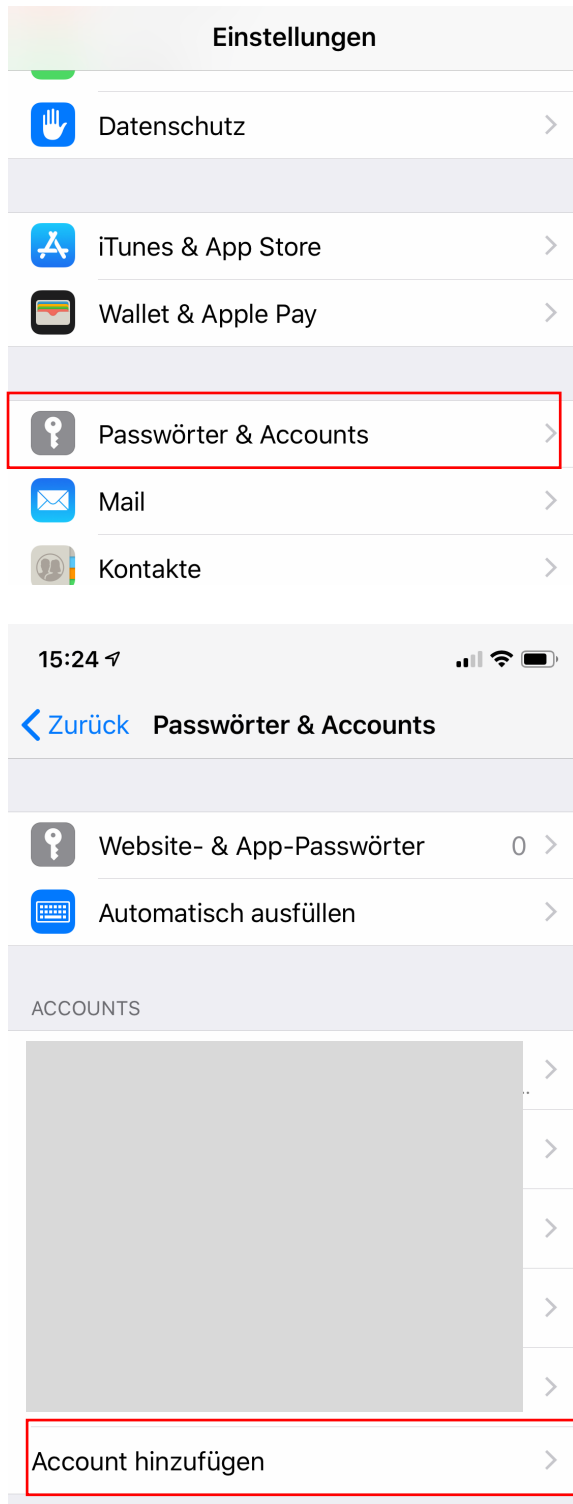 Einstellungen
Datenschutz
iTunes & App Store
Wallet & Apple Pay
Passwörter & Accounts
Mail
Kontakte
15:24
Zurück Passwörter & Accounts
Website- & App-Passwörter 0
Automatisch ausfüllen
ACCOUNTS
..
Account hinzufügen